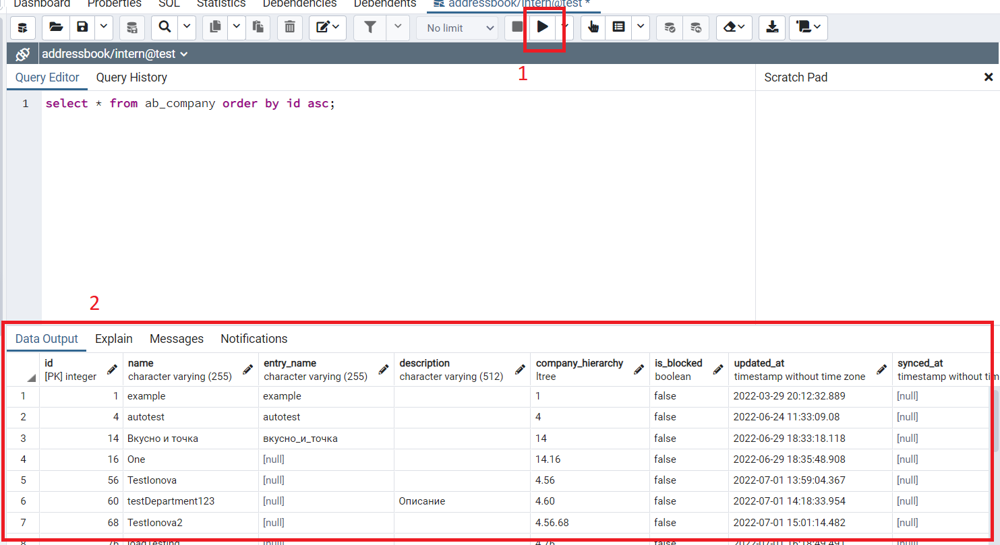 Dashboard Properties SQL Statistics Dependencies Dependents addressbook/intern@test *
No limit
addressbook/intern@test
1
Query Editor Query History Scratch Pad
1 select * from ab_company order by id asc;
2
Data Output Explain Messages Notifications
id name entry_name description company_hierarchy is_blocked updated_at synced_at
[PK] integer character varying (255) character varying (255) character varying (512) ltree boolean timestamp without time zone timestamp without tim
1 1 example example 1 false 2022-03-29 20:12:32.889 [null]
2 4 autotest autotest 4 false 2022-06-24 11:33:09.08 [null]
3 14 Вкусно и точка вкусно_и_точка 14 false 2022-06-29 18:33:18.118 [null]
4 16 One [null] 14.16 false 2022-06-29 18:35:48.908 [null]
5 56 TestIonova [null] 4.56 false 2022-07-01 13:59:04.367 [null]
6 60 testDepartment123 [null] Описание 4.60 false 2022-07-01 14:18:33.954 [null]
7 68 TestIonova2 [null] 4.56.68 false 2022-07-01 15:01:14.482 [null]
8 76 loadTesting [null] 4.76 false 2022-07-01 16:18:49.491 [null]